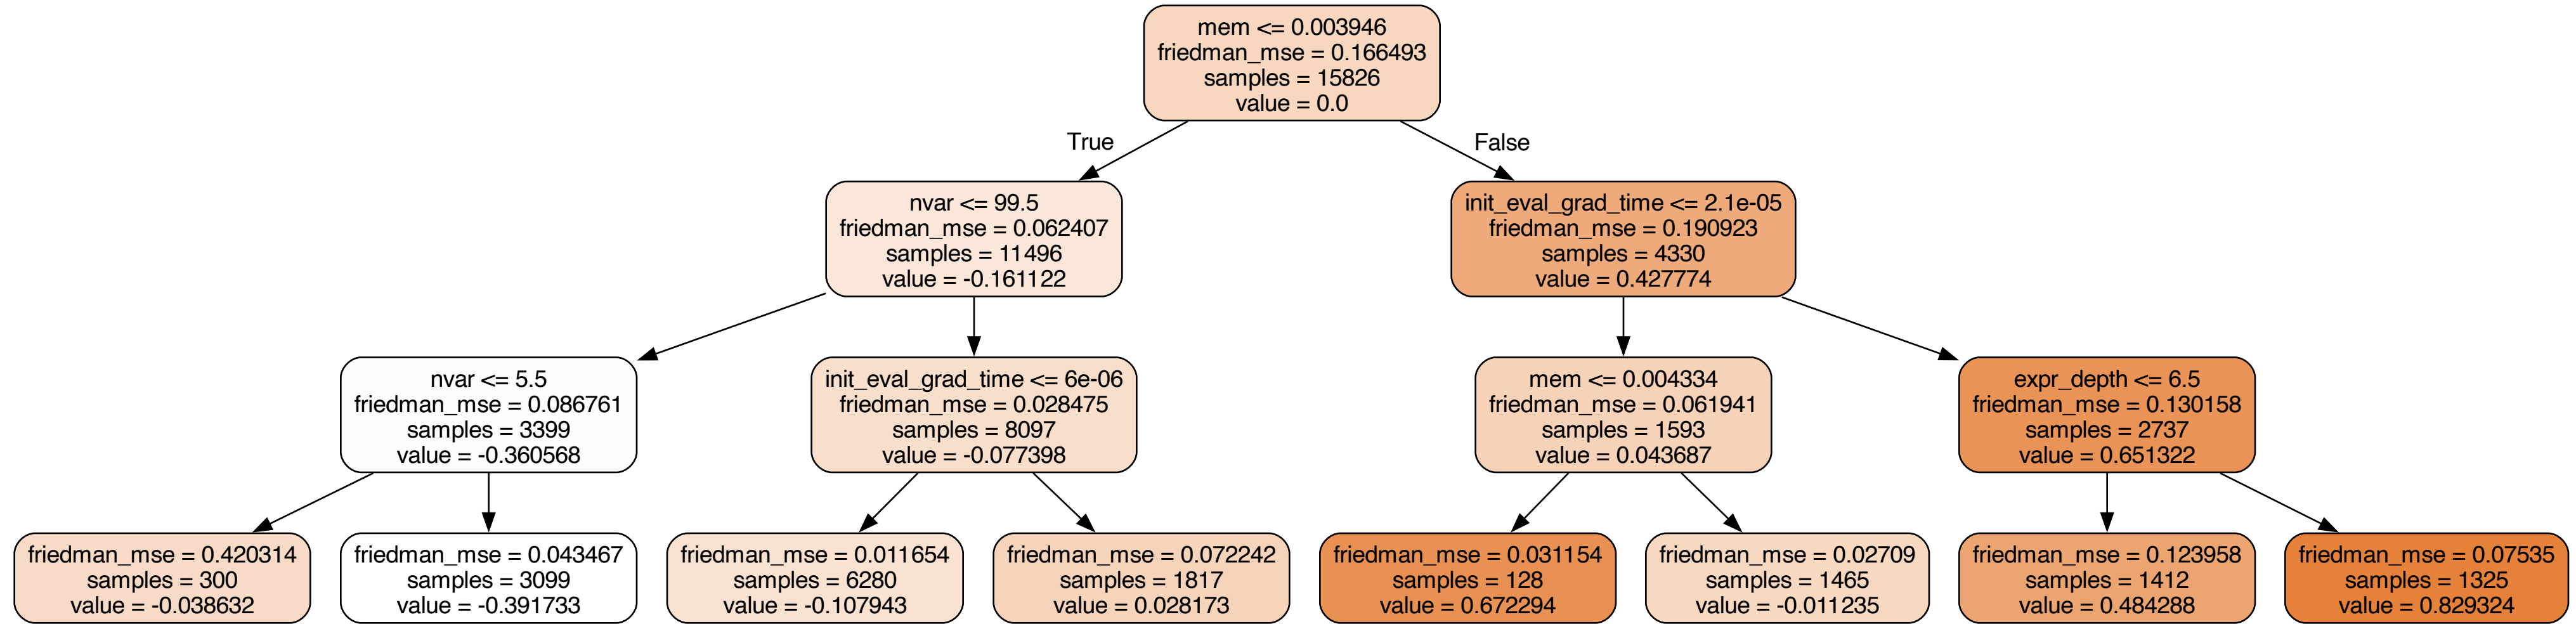 mem <= 0.003946
friedman_mse = 0.166493
samples = 15826
value = 0.0
True
False
nvar <= 99.5
friedman_mse = 0.062407
samples = 11496
value = -0.161122
init_eval_grad_time <= 2.1e-05
friedman_mse = 0.190923
samples = 4330
value = 0.427774
nvar <= 5.5
friedman_mse = 0.086761
samples = 3399
value = -0.360568
init_eval_grad_time <= 6e-06
friedman_mse = 0.028475
samples = 8097
value = -0.077398
mem <= 0.004334
friedman_mse = 0.061941
samples = 1593
value = 0.043687
expr_depth <= 6.5
friedman_mse = 0.130158
samples = 2737
value = 0.651322
friedman_mse = 0.420314
samples = 300
value = -0.038632
friedman_mse = 0.043467
samples = 3099
value = -0.391733
friedman_mse = 0.011654
samples = 6280
value = -0.107943
friedman_mse = 0.072242
samples = 1817
value = 0.028173
friedman_mse = 0.031154
samples = 128
value = 0.672294
friedman_mse = 0.02709
samples = 1465
value = -0.011235
friedman_mse = 0.123958
samples = 1412
value = 0.484288
friedman_mse = 0.07535
samples = 1325
value = 0.829324